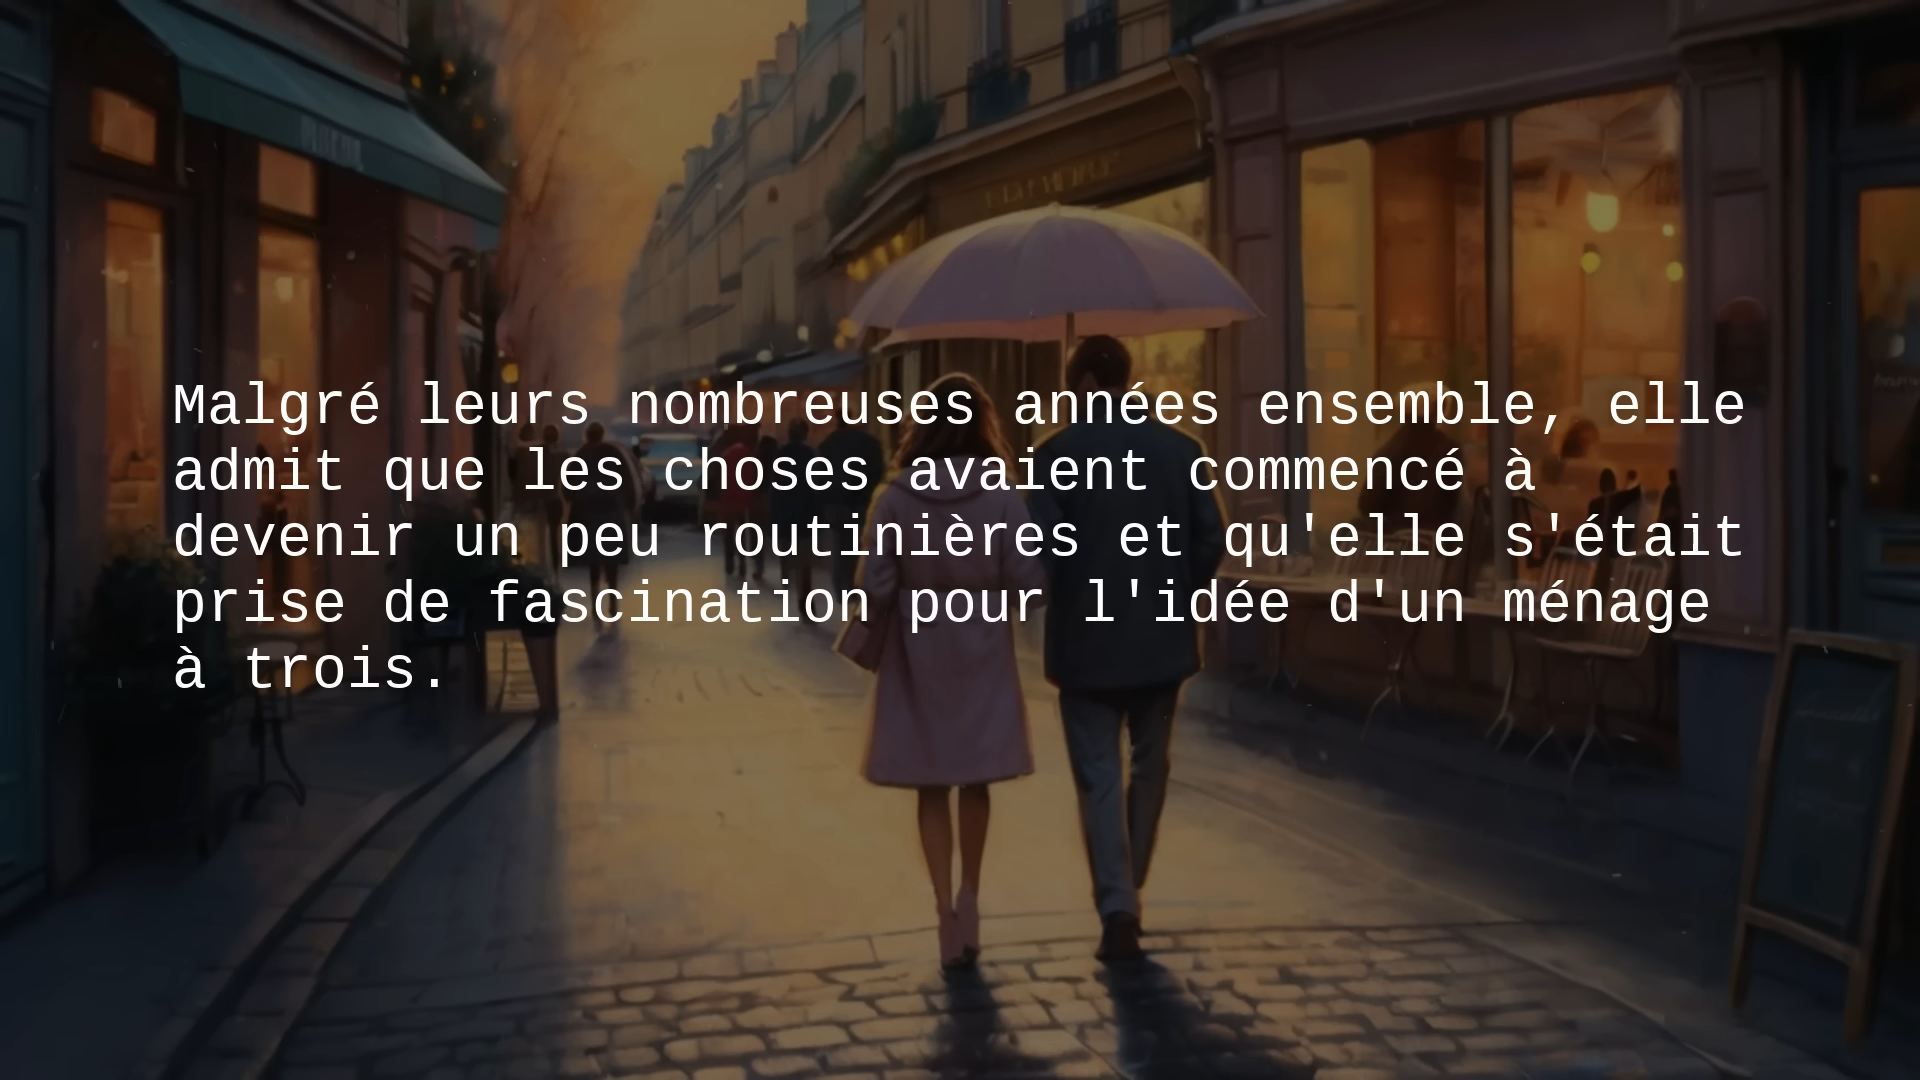 Malgré leurs nombreuses années ensemble, elle
admit que les choses avaient commencé à
devenir un peu routinières et qu'elle s'était
prise de fascination pour l'idée d'un ménage
à trois.